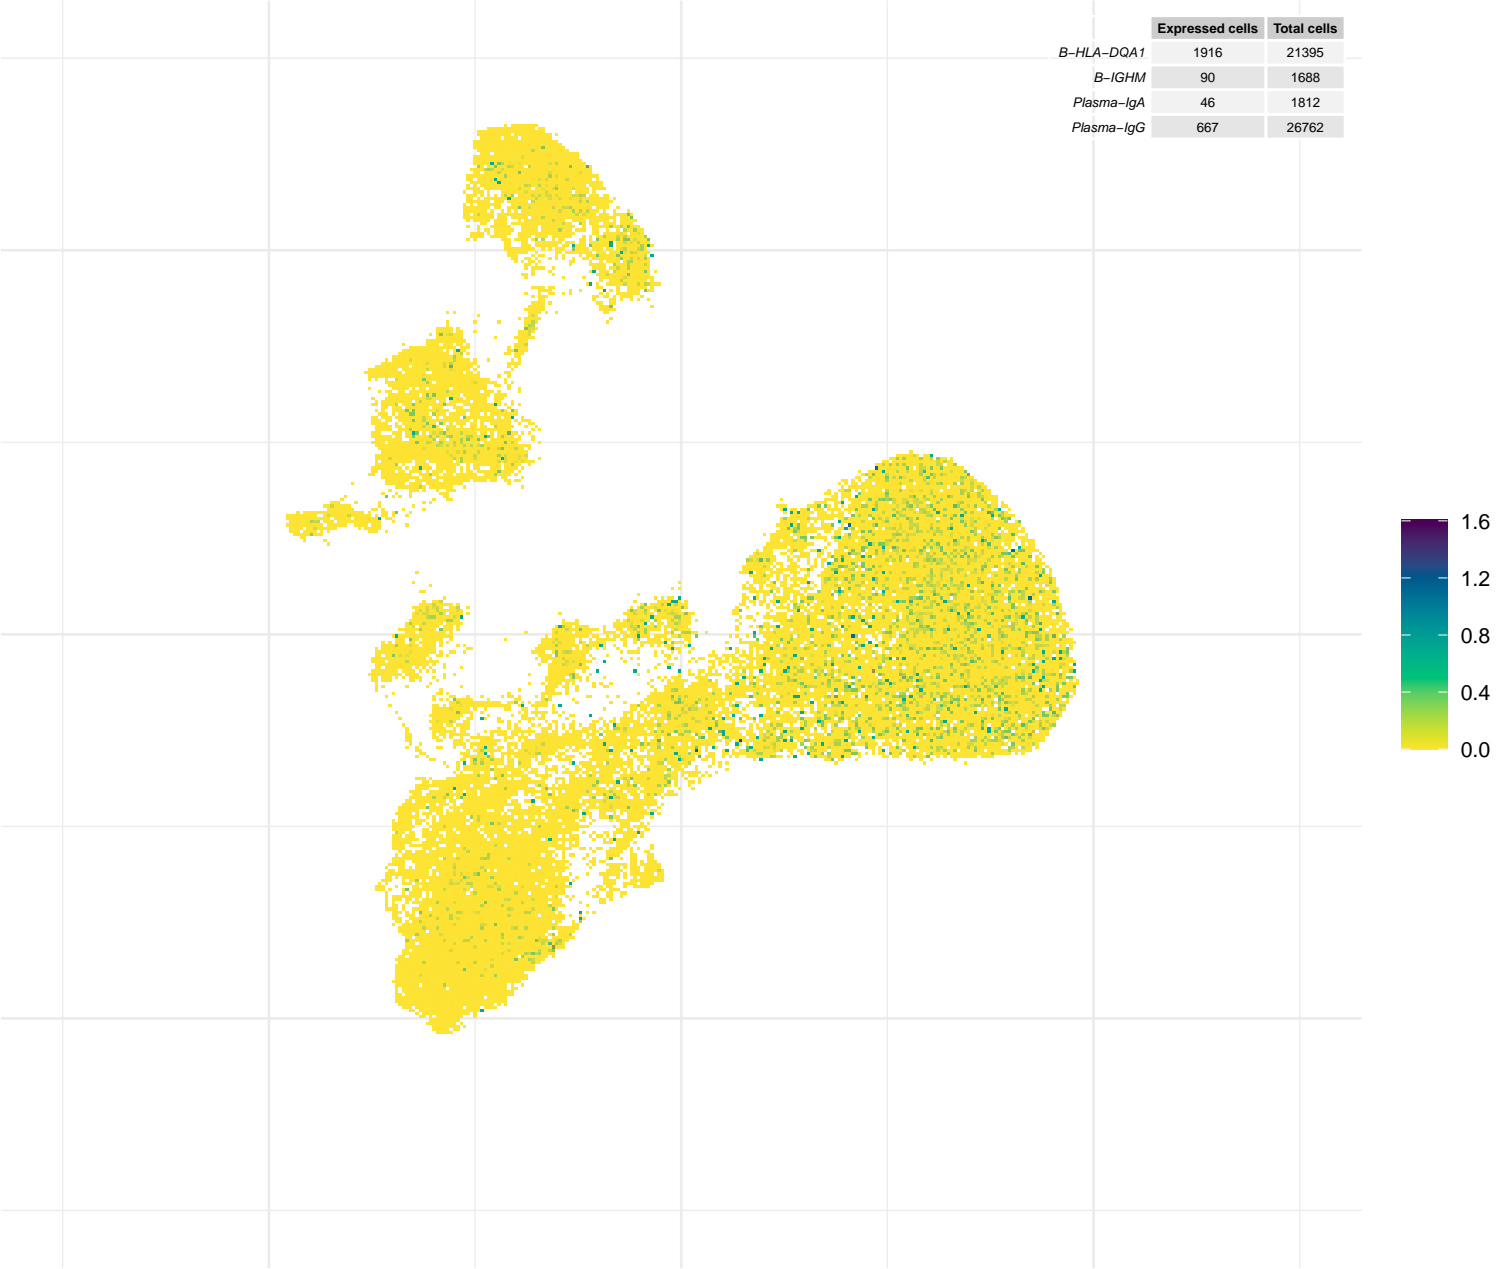 Expressed cells Total cells
B−HLA−DQA1 1916 21395
B−IGHM 90 1688
Plasma−IgA 46 1812
Plasma−IgG 667 26762
1.6
1.2
0.8
0.4
0.0